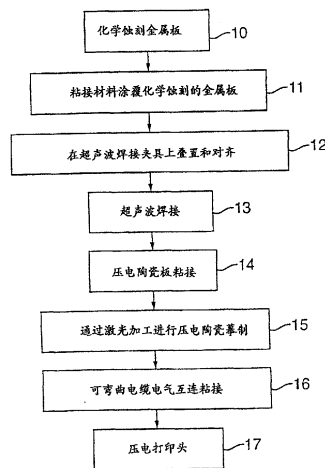 化学蚀刻金属板
10
粘接材料涂覆化学蚀刻的金属板
11
在超声波焊接夹具上叠置和对齐
12
超声波焊接
13
压电陶瓷板粘接
14
通过激光加工进行压电陶瓷摹制
15
可弯曲电缆电气互连粘接
16
压电打印头
17